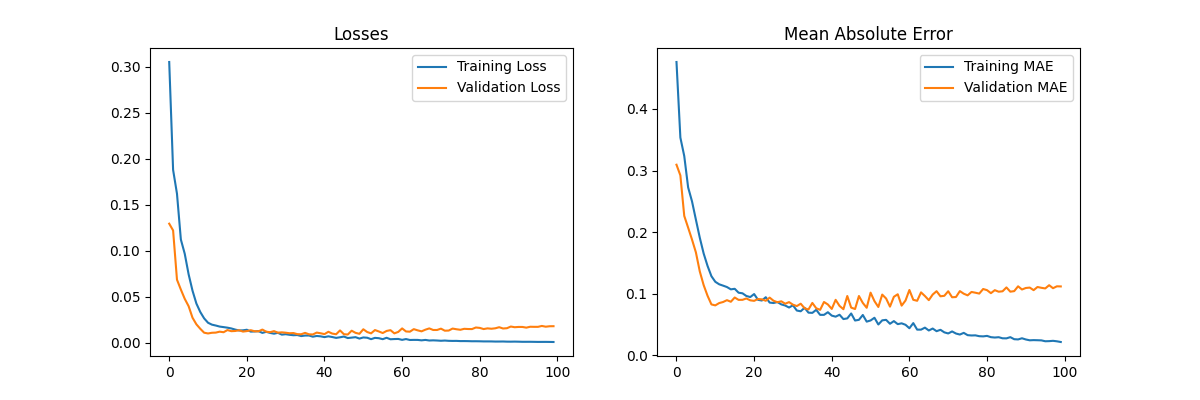 Losses
0.30
0.25
0.20
0.15
0.10
0.05
0.00
0 20 40 60 80 100
Training Loss
Validation Loss
Mean Absolute Error
0.4
0.3
0.2
0.1
0.0
0 20 40 60 80 100
Training MAE
Validation MAE